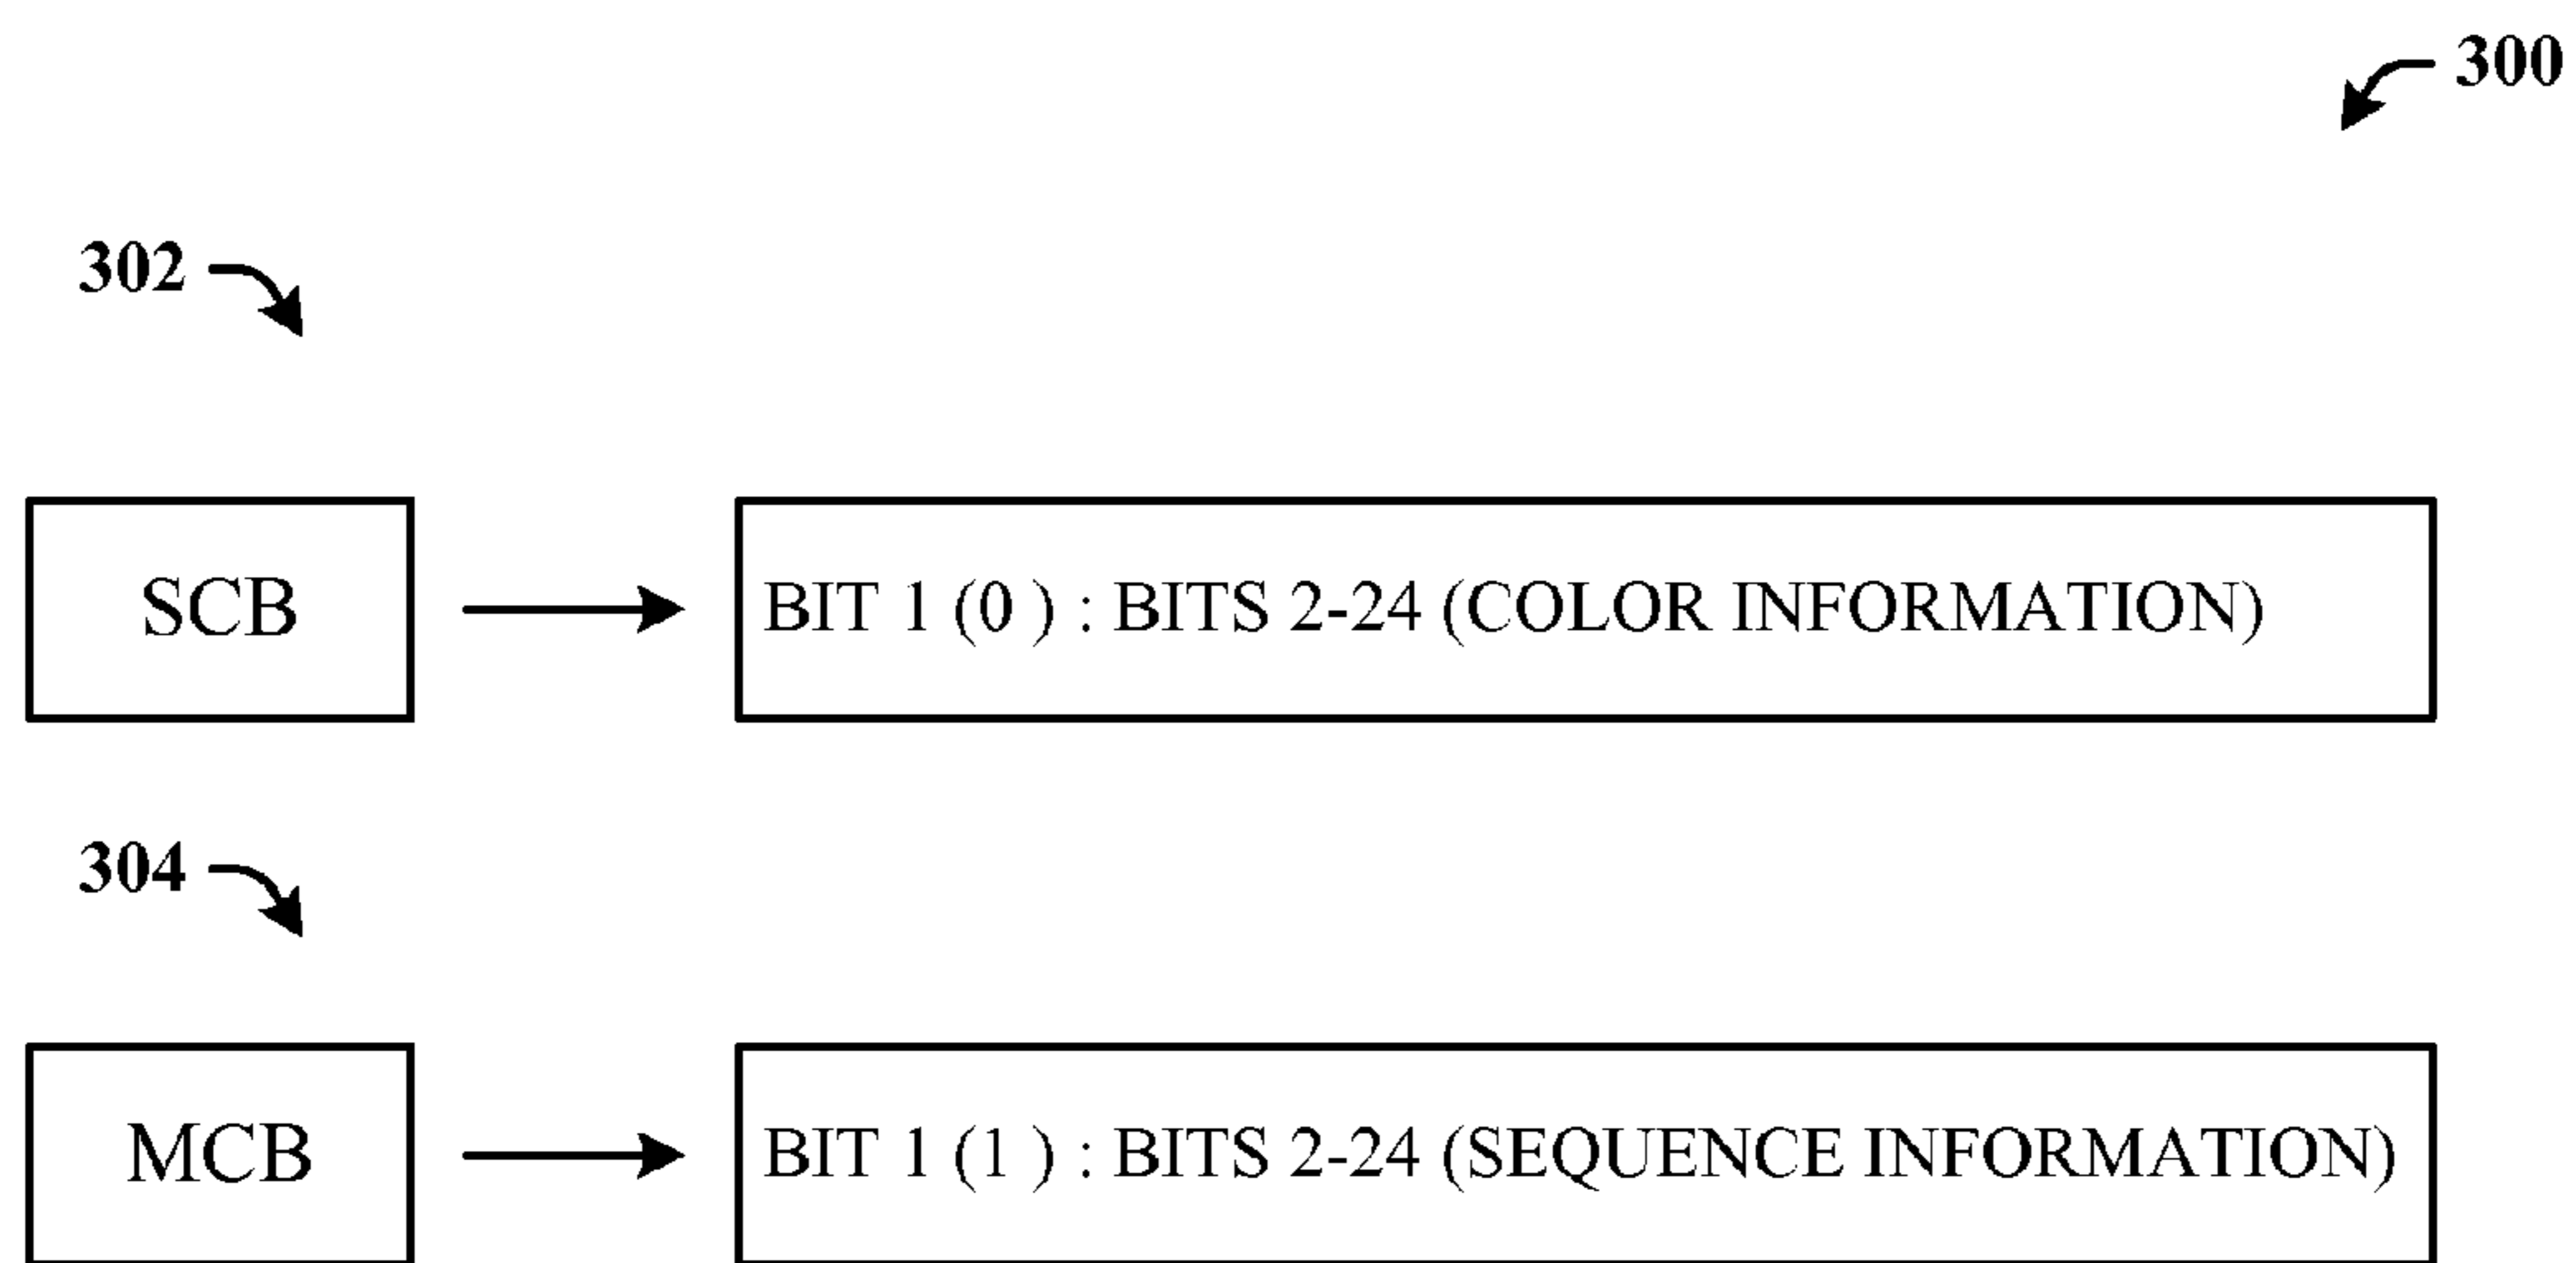 300
302
SCB
BIT 1 (0 ) : BITS 2-24 (COLOR INFORMATION)
304
MCB
BIT 1 (1 ) : BITS 2-24 (SEQUENCE INFORMATION)